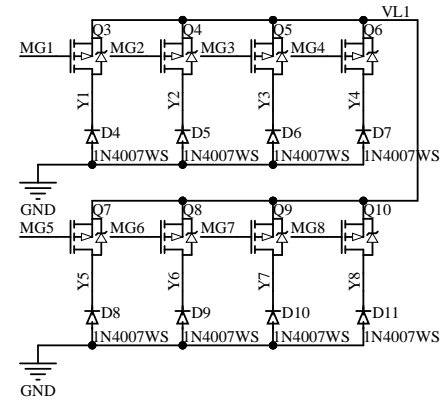 VL1
Q3 Q4 Q5 Q6
MG1 MG2 MG3 MG4
Y1 Y2 Y3 Y4
D4 D5 D6 D7
1N4007WS 1N4007WS 1N4007WS 1N4007WS
GND
Q7 Q8 Q9 Q10
MG5 MG6 MG7 MG8
Y5 Y6 Y7 Y8
D8 D9 D10 D11
1N4007WS 1N4007WS 1N4007WS 1N4007WS
GND